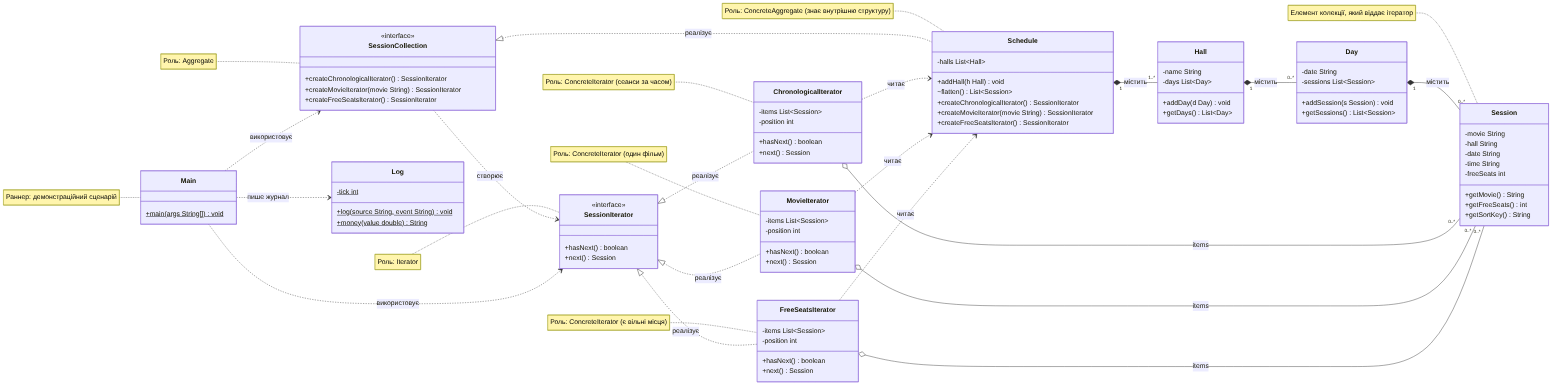 Роль: ConcreteAggregate (знає внутрішню структуру)
Елемент колекції, який віддає ітератор
«interface»
SessionCollection
+createChronologicalIterator() : SessionIterator
+createMovieIterator(movie String) : SessionIterator
+createFreeSeatsIterator() : SessionIterator
Роль: Aggregate
реалізує
Schedule
-halls List<Hall>
+addHall(h Hall) : void
~flatten() : List<Session>
+createChronologicalIterator() : SessionIterator
+createMovieIterator(movie String) : SessionIterator
+createFreeSeatsIterator() : SessionIterator
містить
1
1..*
Hall
-name String
-days List<Day>
+addDay(d Day) : void
+getDays() : List<Day>
містить
1
0..*
Day
-date String
-sessions List<Session>
+addSession(s Session) : void
+getSessions() : List<Session>
містить
1
0..*
Session
-movie String
-hall String
-date String
-time String
-freeSeats int
+getMovie() : String
+getFreeSeats() : int
+getSortKey() : String
Роль: ConcreteIterator (сеанси за часом)
ChronologicalIterator
-items List<Session>
-position int
+hasNext() : boolean
+next() : Session
читає
використовує
створює
Роль: ConcreteIterator (один фільм)
реалізує
читає
Раннер: демонстраційний сценарій
Main
+main(args String[]) : void
пише журнал
Log
-tick int
+log(source String, event String) : void
+money(value double) : String
«interface»
SessionIterator
+hasNext() : boolean
+next() : Session
MovieIterator
-items List<Session>
-position int
+hasNext() : boolean
+next() : Session
читає
0..*
0..*
0..*
items
Роль: Iterator
реалізує
використовує
items
Роль: ConcreteIterator (є вільні місця)
реалізує
FreeSeatsIterator
-items List<Session>
-position int
+hasNext() : boolean
+next() : Session
items